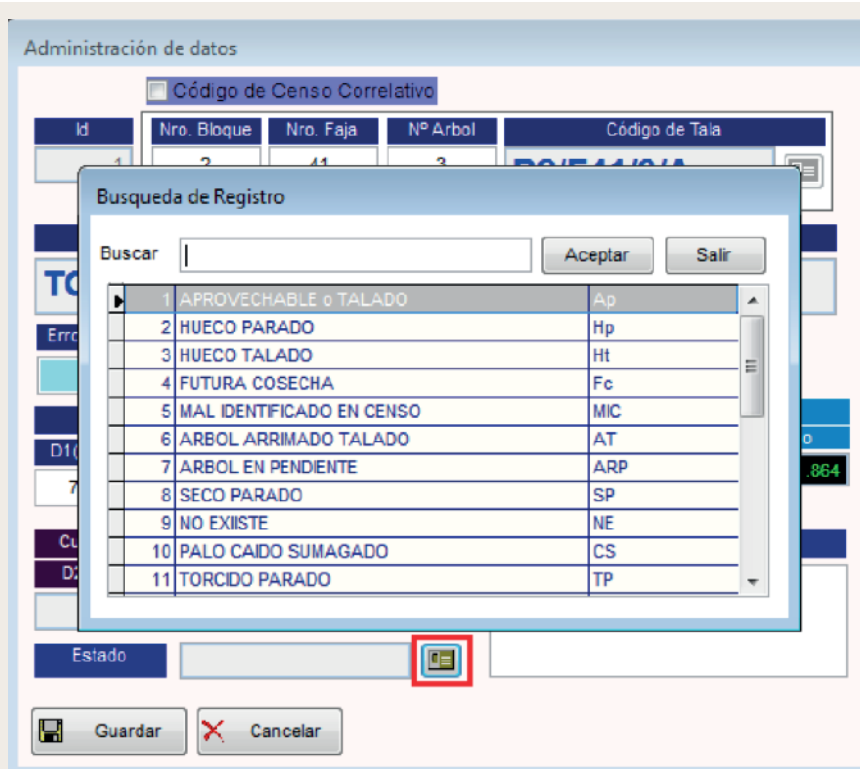 Administración de datos
Código de Censo Correlativo
Id Nro. Bloque Nro. Faja Nº Arbol Código de Tala
1 2 41 3
Busqueda de Registro
Buscar Aceptar Salir
1 APROVECHABLE o TALADO Ap
2 HUECO PARADO Hp
3 HUECO TALADO Ht
4 FUTURA COSECHA Fc
5 MAL IDENTIFICADO EN CENSO MIC
6 ARBOL ARRIMADO TALADO AT
7 ARBOL EN PENDIENTE ARP
8 SECO PARADO SP
9 NO EXIISTE NE
10 PALO CAIDO SUMAGADO CS
11 TORCIDO PARADO TP
.864
Estado
Guardar Cancelar